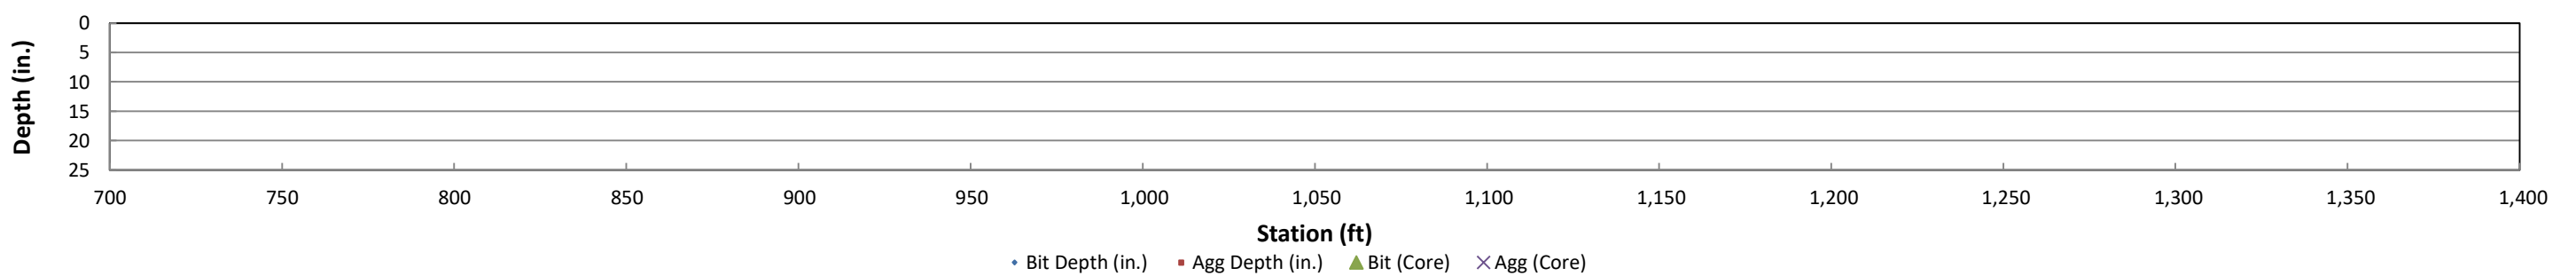 Depth (in.)
0
5
10
15
20
25
700 750 800 850 900 950 1,000 1,050 1,100 1,150 1,200 1,250 1,300 1,350 1,400
Station (ft)
Bit Depth (in.) Agg Depth (in.) Bit (Core) Agg (Core)